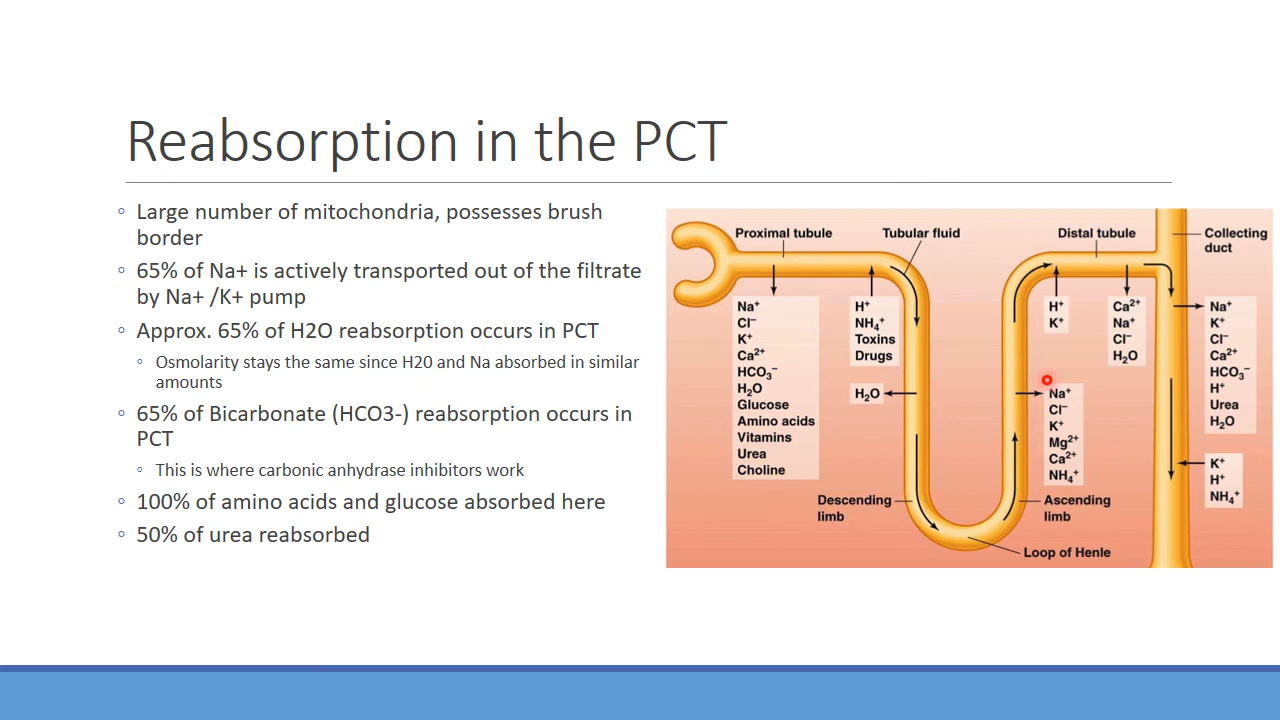 Reabsorption in the PCT
◦ Large number of mitochondria, possesses brush
border
◦ 65% of Na+ is actively transported out of the filtrate
by Na+ /K+ pump
◦ Approx. 65% of H2O reabsorption occurs in PCT
◦ Osmolarity stays the same since H20 and Na absorbed in similar
amounts
◦ 65% of Bicarbonate (HCO3-) reabsorption occurs in
PCT
◦ This is where carbonic anhydrase inhibitors work
◦ 100% of amino acids and glucose absorbed here
◦ 50% of urea reabsorbed
Proximal tubule
Tubular fluid
Distal tubule
Collecting
duct
Na⁺
Cl⁻
K⁺
Ca²⁺
HCO₃⁻
H₂O
Glucose
Amino acids
Vitamins
Urea
Choline
H⁺
NH₄⁺
Toxins
Drugs
H₂O
H⁺
K⁺
Na⁺
Cl⁻
K⁺
Mg²⁺
Ca²⁺
NH₄⁺
Ca²⁺
Na⁺
Cl⁻
H₂O
Na⁺
K⁺
Cl⁻
Ca²⁺
HCO₃⁻
H⁺
Urea
H₂O
K⁺
H⁺
NH₄⁺
Descending
limb
Ascending
limb
Loop of Henle